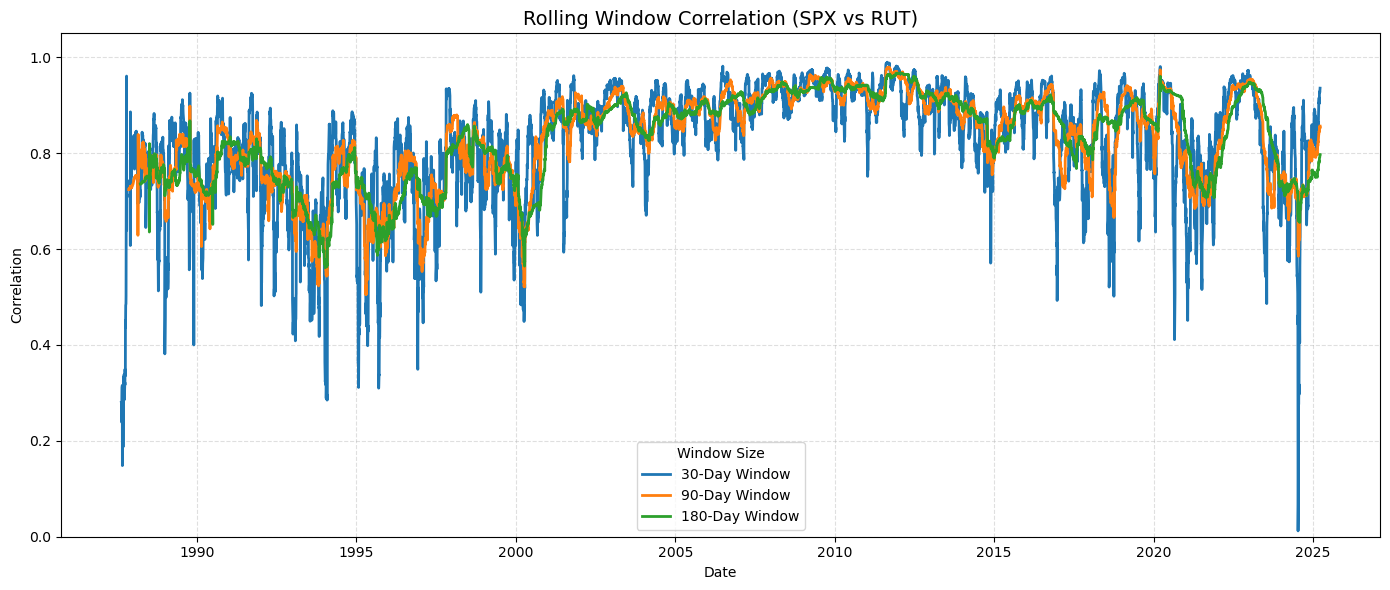 Rolling Window Correlation (SPX vs RUT)
Correlation
1.0
0.8
0.6
0.4
0.2
0.0
1990 1995 2000 2005 2010 2015 2020 2025
Date
Window Size
30-Day Window
90-Day Window
180-Day Window